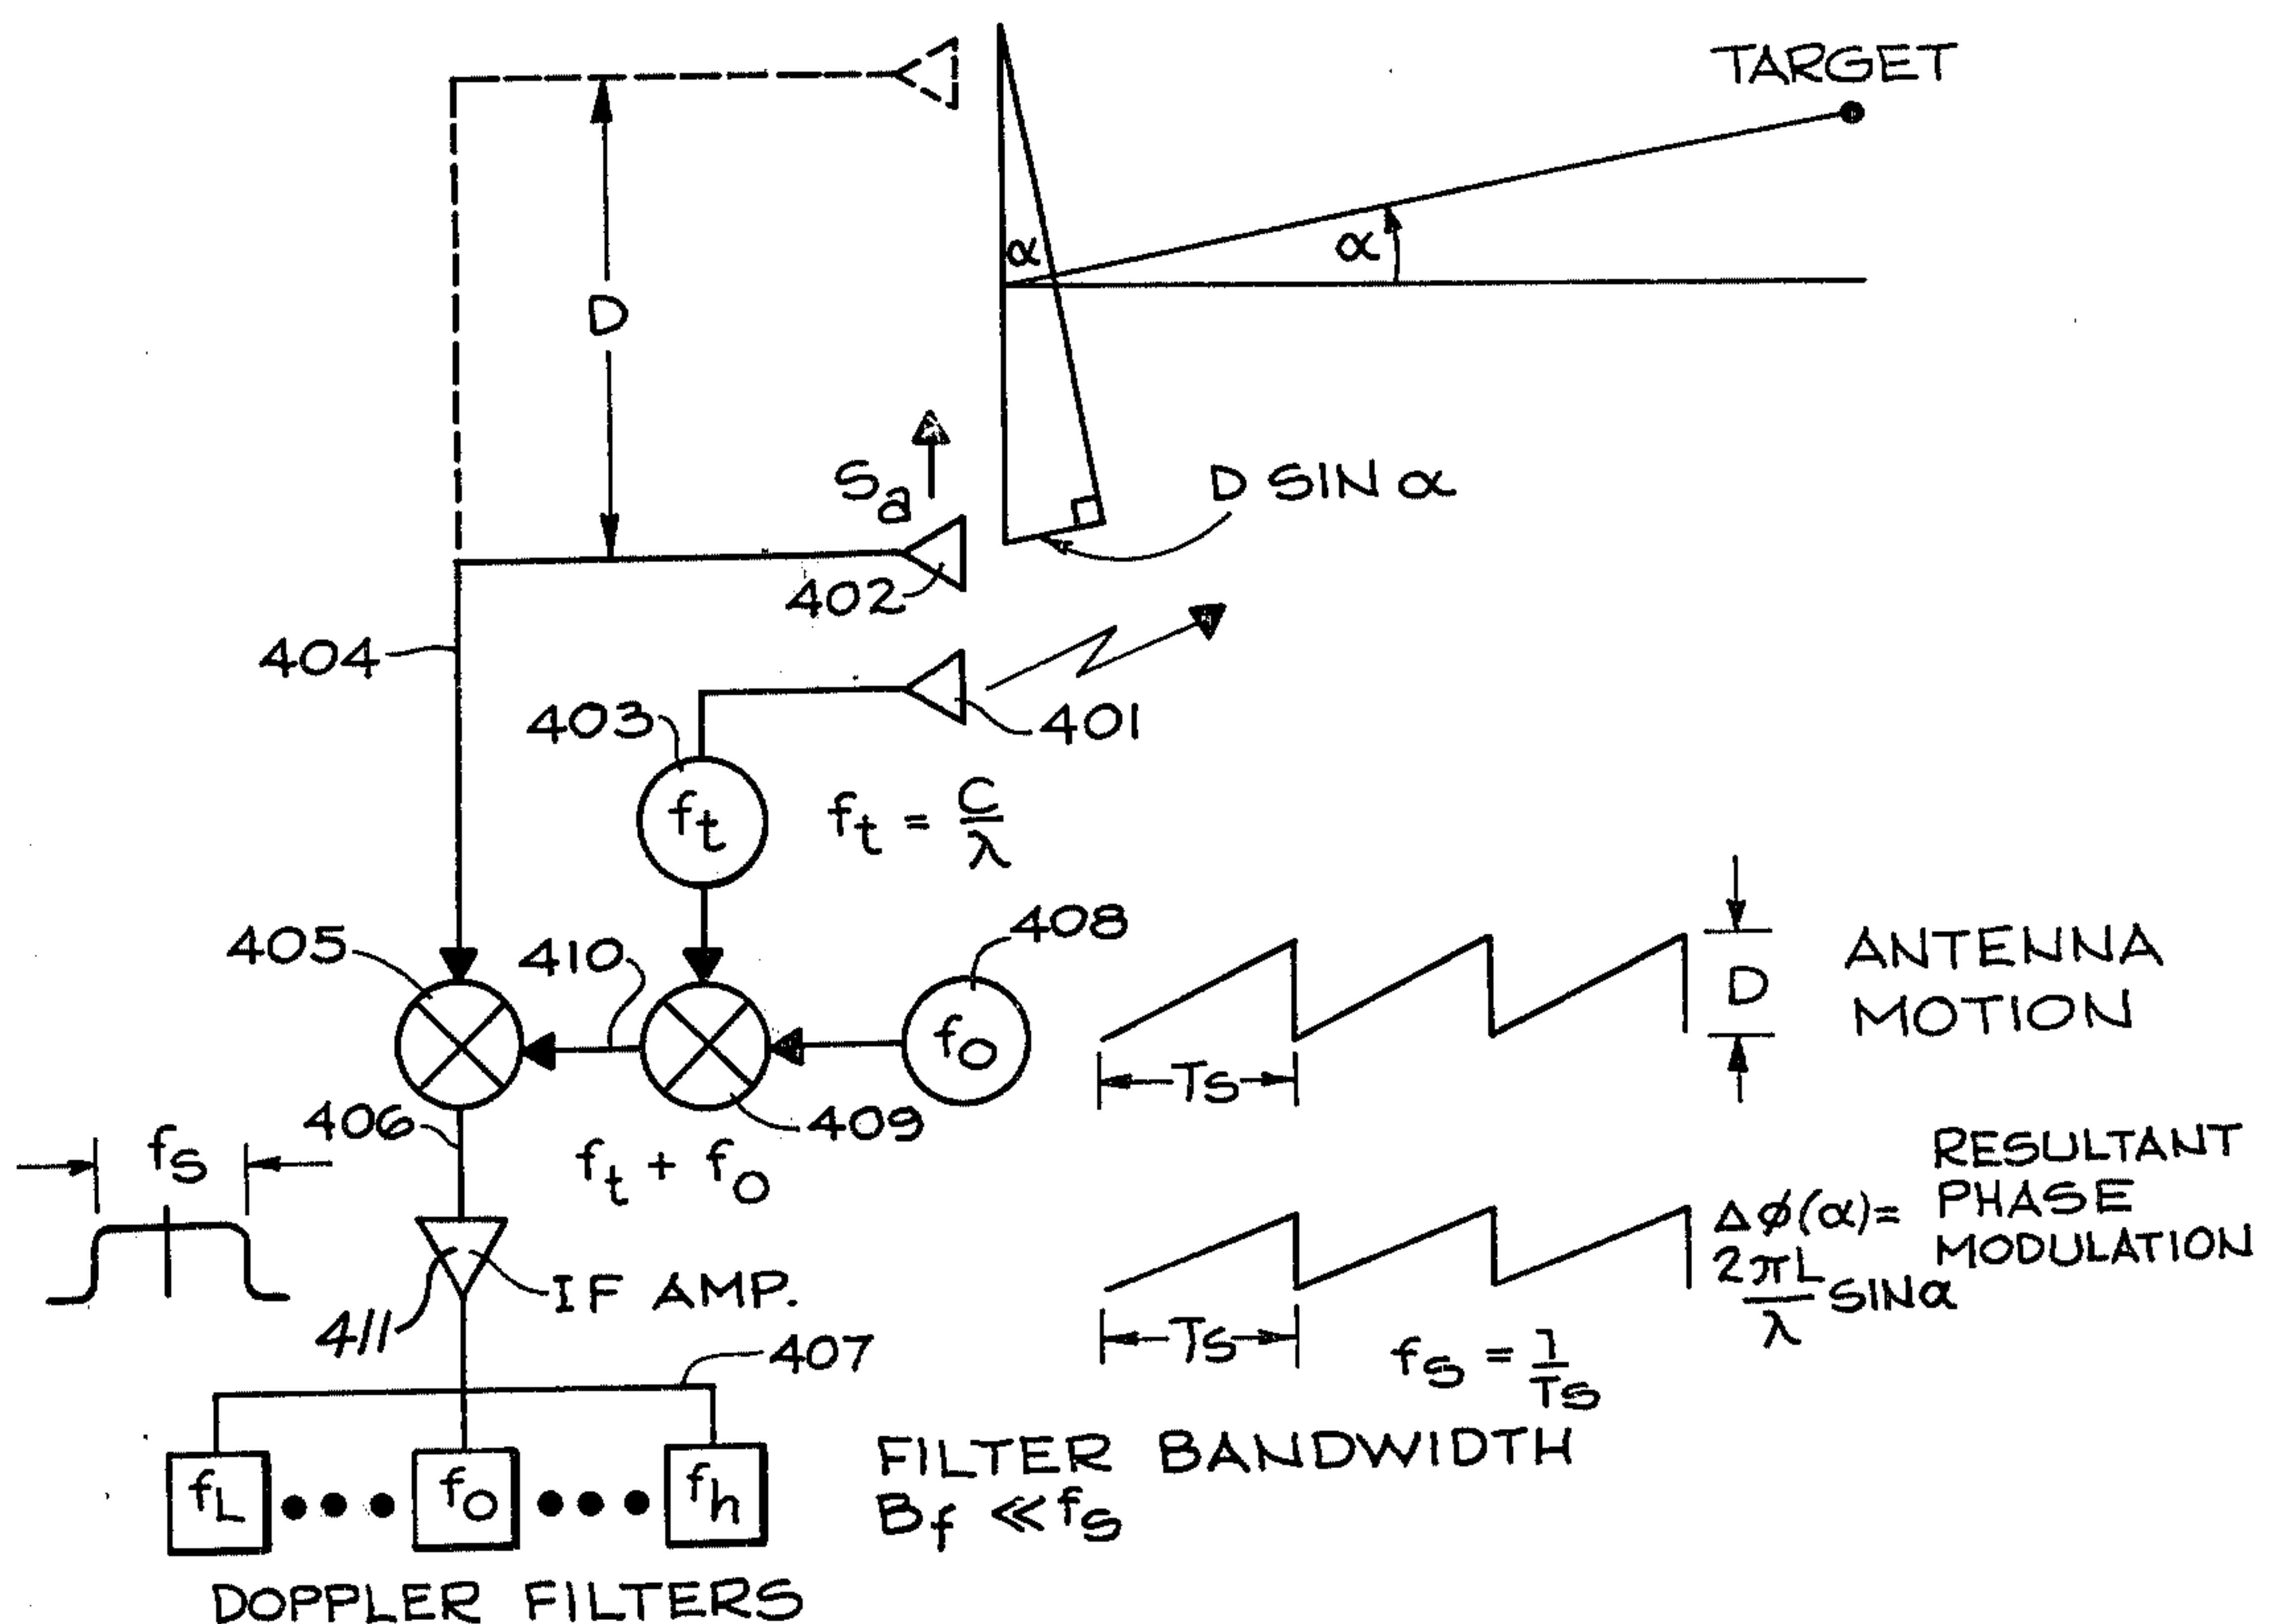 TARGET
α
α
D
Sa
D SIN α
402
404
403
401
ft
ft = C/λ
405
410
408
fo
D
ANTENNA
MOTION
TS
406
409
fS
ft + fo
RESULTANT
PHASE
MODULATION
Δϕ(α)=
2πL/λ SINα
IF AMP.
411
TS
fS = 1/TS
407
fL
fo
fh
FILTER BANDWIDTH
Bf ≪ fS
DOPPLER FILTERS